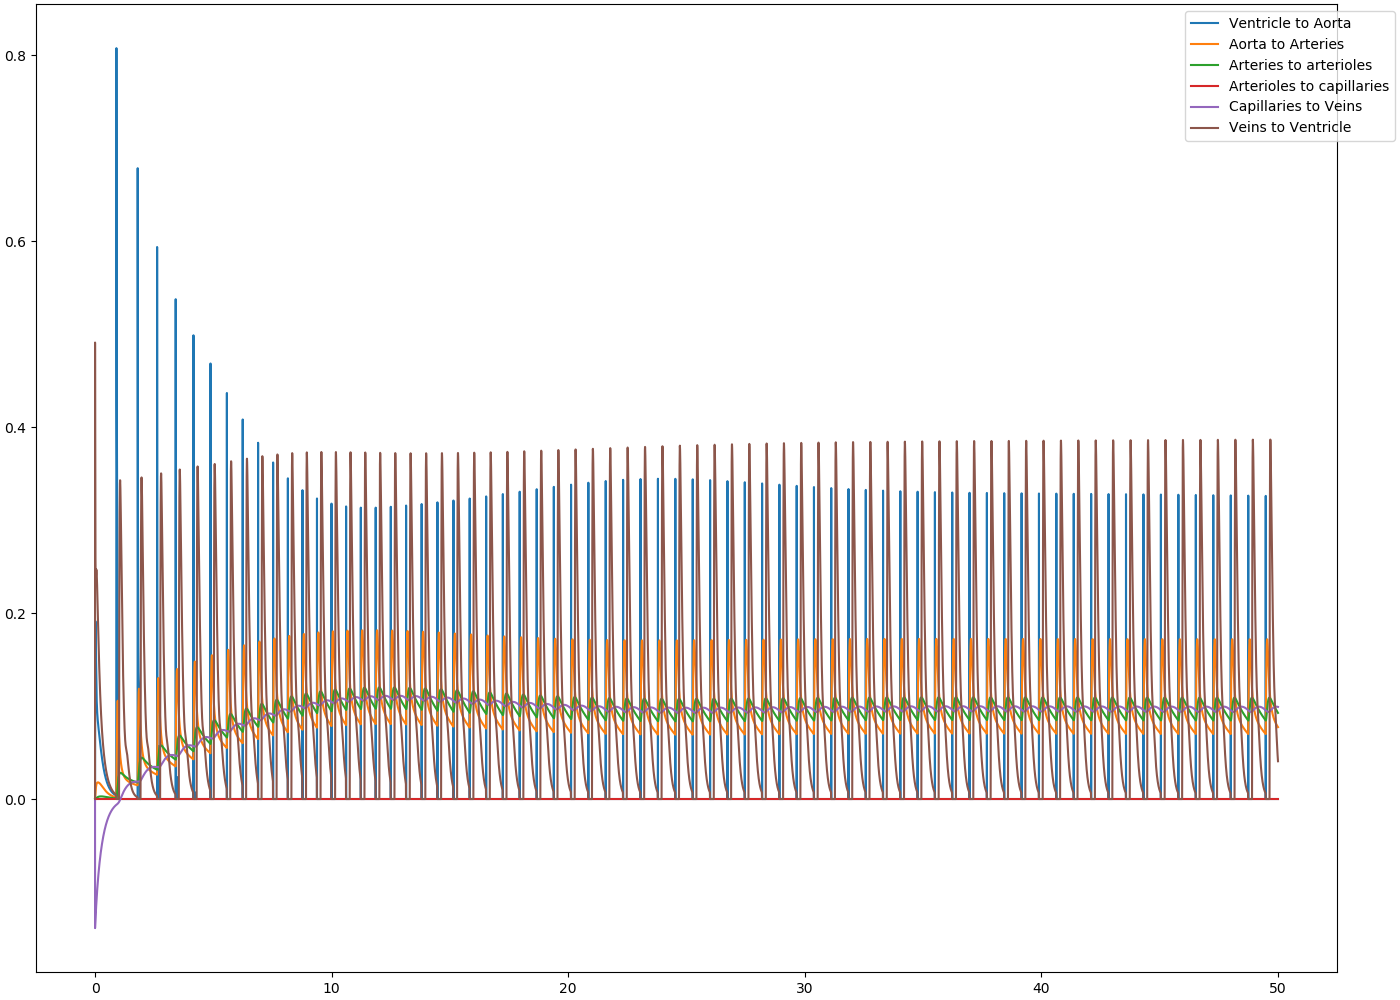 Ventricle to Aorta
Aorta to Arteries
Arteries to arterioles
Arterioles to capillaries
Capillaries to Veins
Veins to Ventricle
0.8
0.6
0.4
0.2
0.0
0 10 20 30 40 50